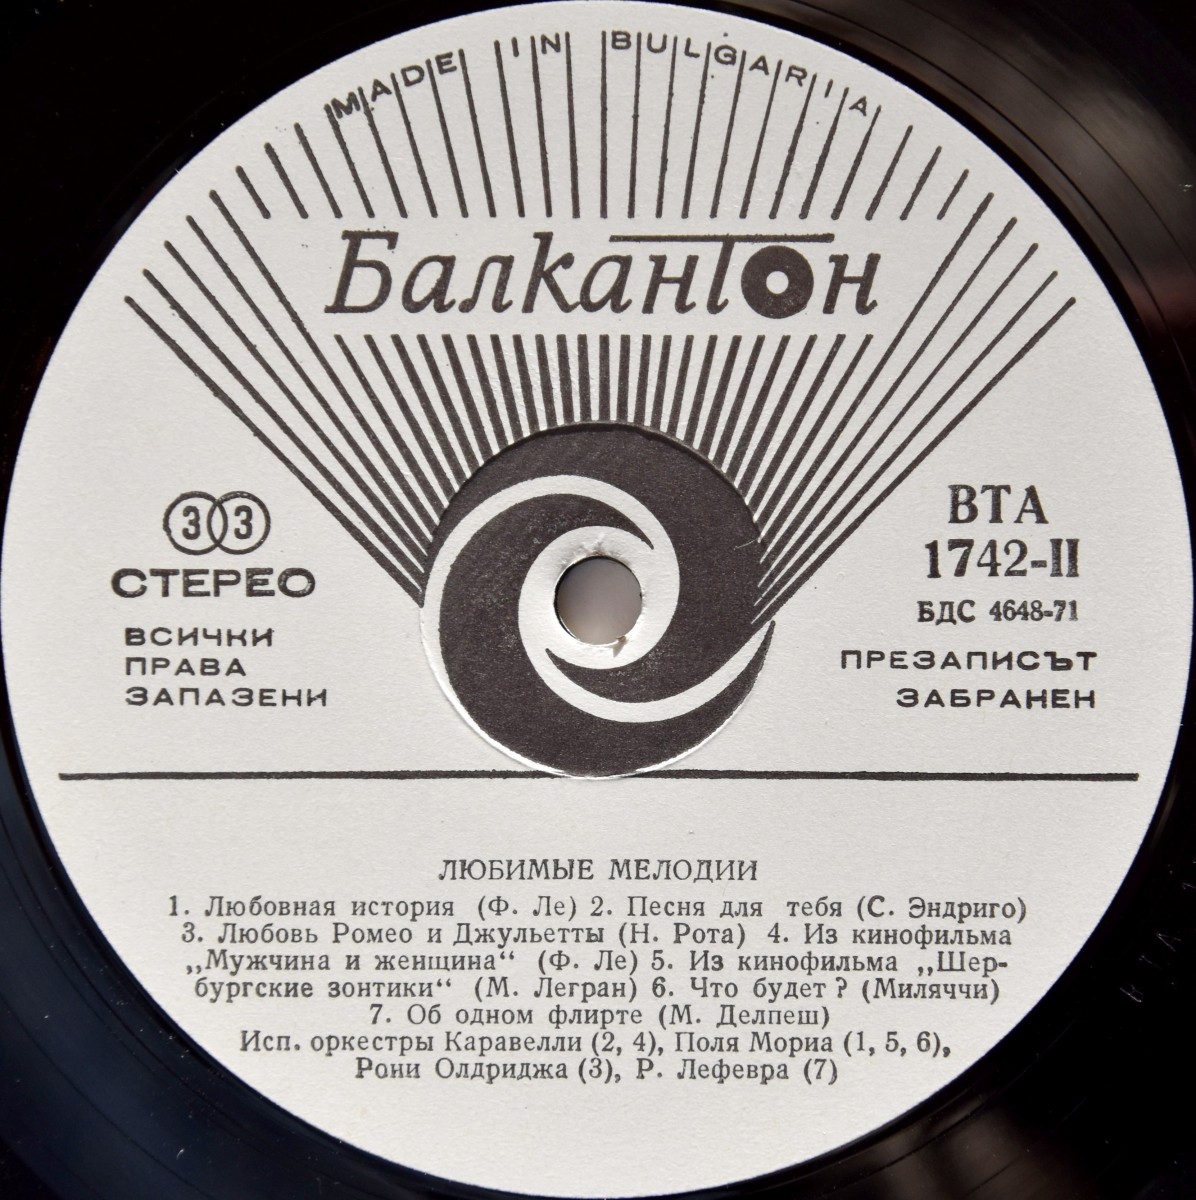 MADE IN BULGARIA
Балкантон
33
СТЕРЕО
ВСИЧКИ
ПРАВА
ЗАПАЗЕНИ
ВТА
1742-II
БДС 4648-71
ПРЕЗАПИСЪТ
ЗАБРАНЕН
ЛЮБИМЫЕ МЕЛОДИИ
1. Любовная история (Ф. Ле) 2. Песня для тебя (С. Эндриго)
3. Любовь Ромео и Джульетты (Н. Рота) 4. Из кинофильма
„Мужчина и женщина“ (Ф. Ле) 5. Из кинофильма „Шер-
бургские зонтики“ (М. Легран) 6. Что будет? (Миляччи)
7. Об одном флирте (М. Делпеш)
Исп. оркестры Каравелли (2, 4), Поля Мориа (1, 5, 6),
Рони Олдриджа (3), Р. Лефевра (7)